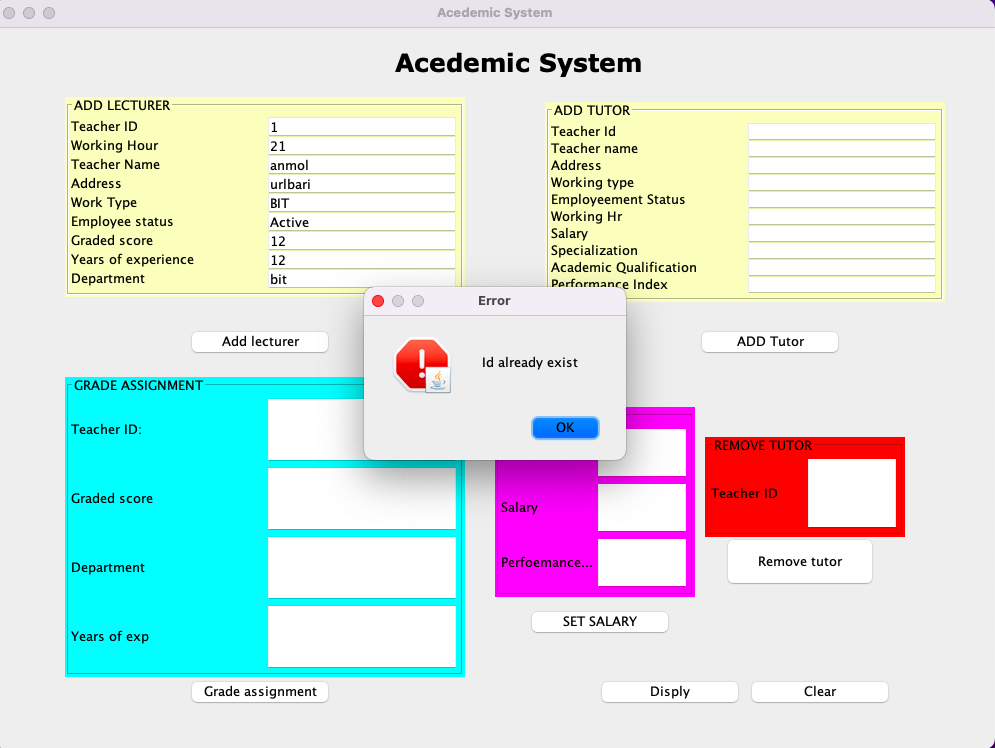 Acedemic System
Acedemic System
ADD LECTURER
Teacher ID 1
Working Hour 21
Teacher Name anmol
Address urlbari
Work Type BIT
Employee status Active
Graded score 12
Years of experience 12
Department bit
Add lecturer
ADD TUTOR
Teacher Id
Teacher name
Address
Working type
Employeement Status
Working Hr
Salary
Specialization
Academic Qualification
Performance Index
ADD Tutor
Error
Id already exist
OK
GRADE ASSIGNMENT
Teacher ID:
Graded score
Department
Years of exp
Grade assignment
Salary
Perfoemance...
SET SALARY
REMOVE TUTOR
Teacher ID
Remove tutor
Disply
Clear